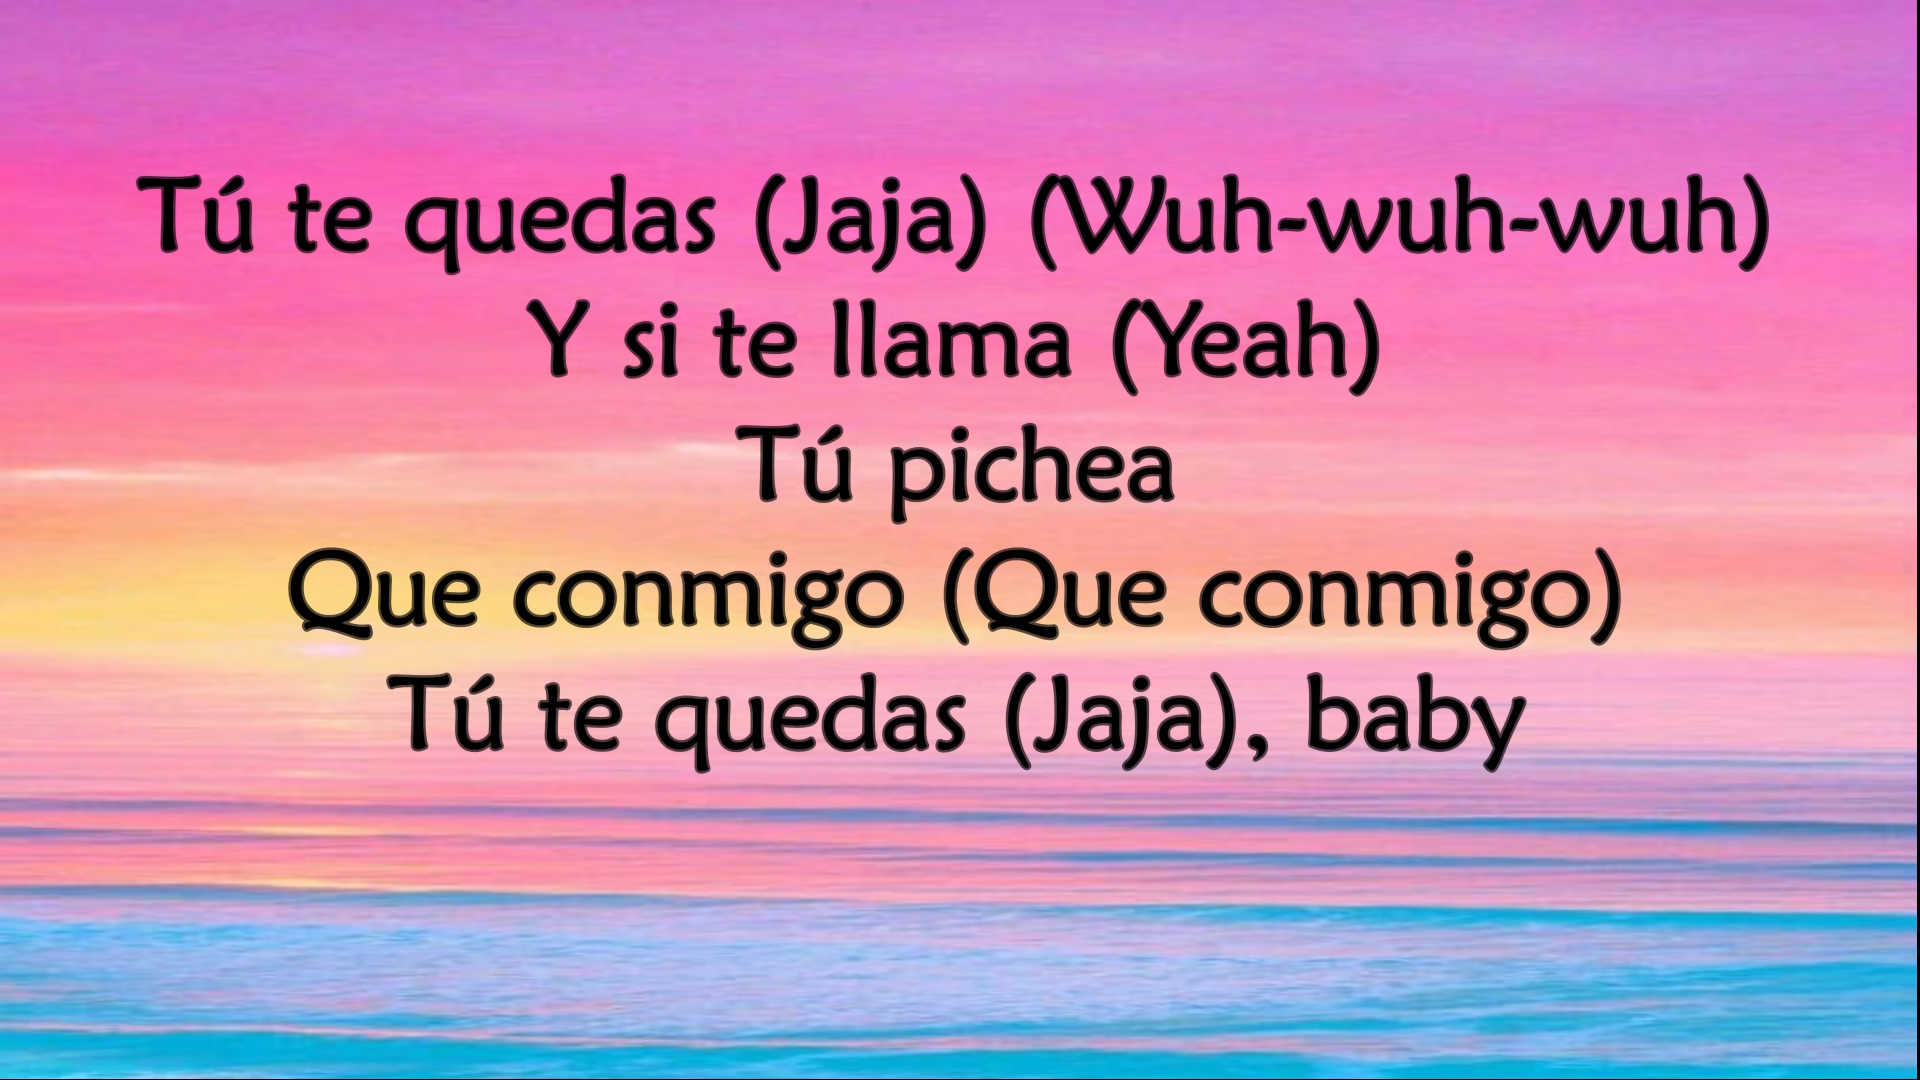 Tú te quedas (Jaja) (Wuh-wuh-wuh)
Y si te llama (Yeah)
Tú pichea
Que conmigo (Que conmigo)
Tú te quedas (Jaja), baby